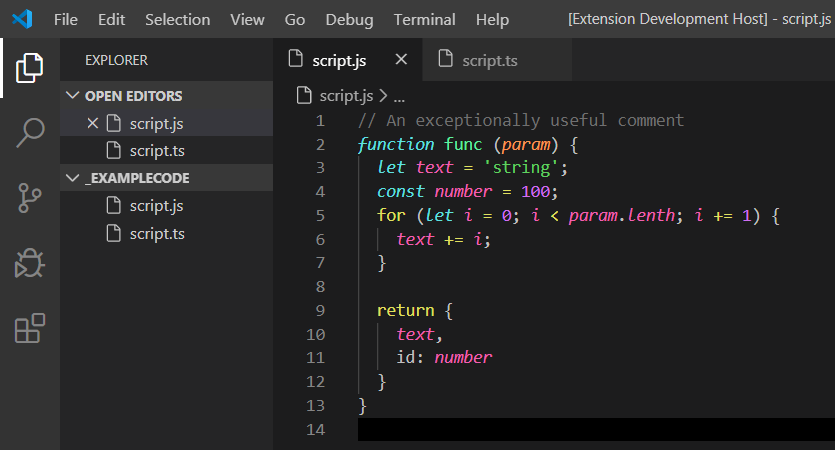 File Edit Selection View Go Debug Terminal Help [Extension Development Host] - script.js
EXPLORER
OPEN EDITORS
script.js
script.ts
_EXAMPLECODE
script.js
script.ts
script.js script.ts
script.js > ...
1 // An exceptionally useful comment
2 function func (param) {
3 let text = 'string';
4 const number = 100;
5 for (let i = 0; i < param.lenth; i += 1) {
6 text += i;
7 }
8
9 return {
10 text,
11 id: number
12 }
13 }
14